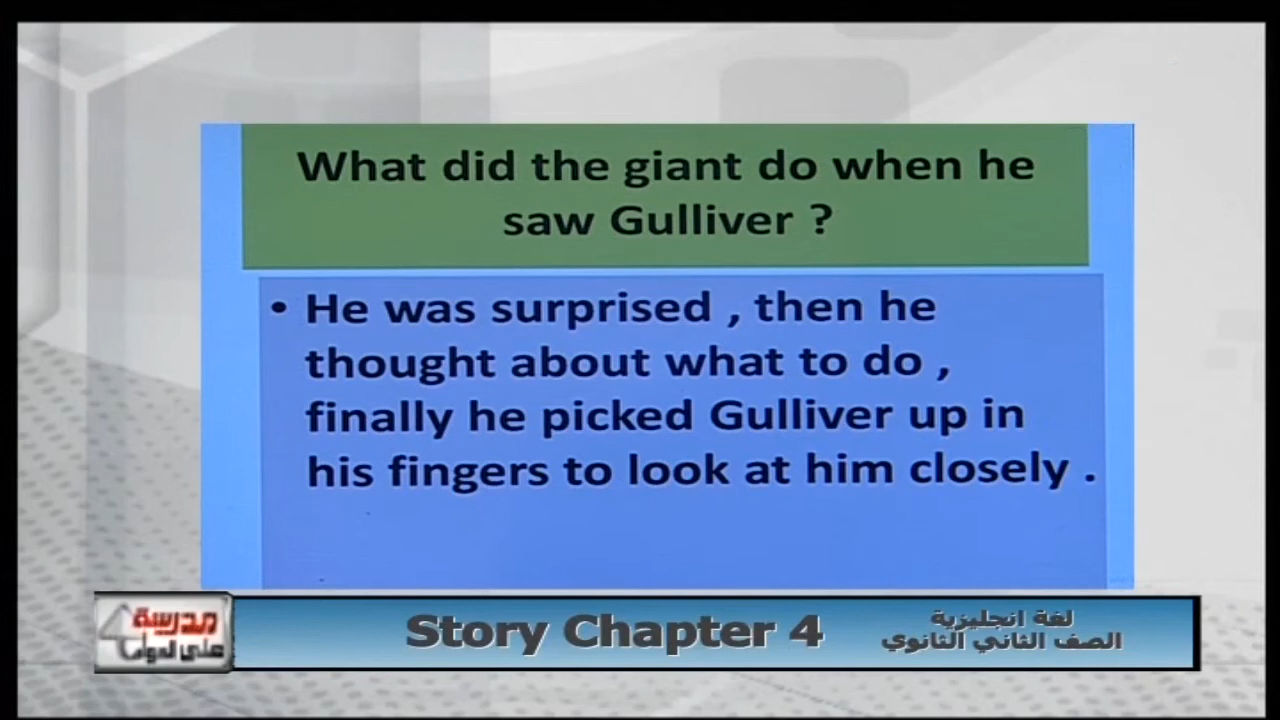 What did the giant do when he
saw Gulliver ?
• He was surprised , then he
thought about what to do ,
finally he picked Gulliver up in
his fingers to look at him closely .
مدرسة
على الهواء
Story Chapter 4
لغة انجليزية
الصف الثاني الثانوي